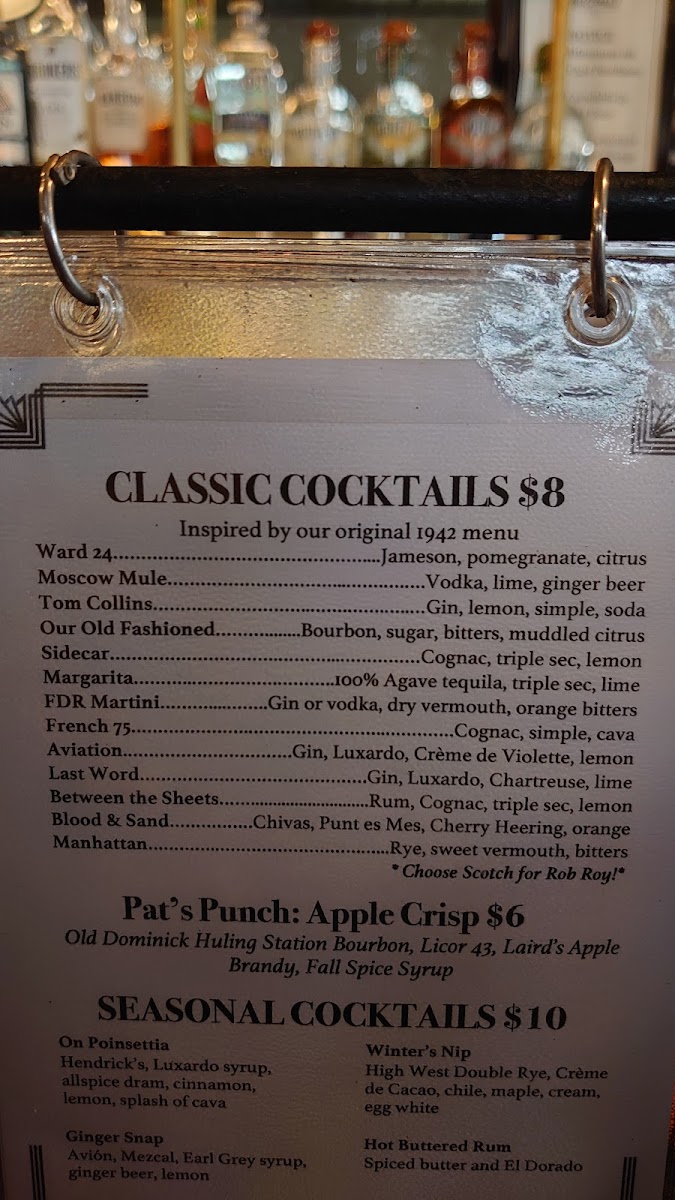 CLASSIC COCKTAILS $8
Inspired by our original 1942 menu
Ward 24.......................................Jameson, pomegranate, citrus
Moscow Mule......................................Vodka, lime, ginger beer
Tom Collins........................................Gin, lemon, simple, soda
Our Old Fashioned.................Bourbon, sugar, bitters, muddled citrus
Sidecar..............................................Cognac, triple sec, lemon
Margarita..................................100% Agave tequila, triple sec, lime
FDR Martini..................Gin or vodka, dry vermouth, orange bitters
French 75................................................Cognac, simple, cava
Aviation............................Gin, Luxardo, Crème de Violette, lemon
Last Word......................................Gin, Luxardo, Chartreuse, lime
Between the Sheets.................................Rum, Cognac, triple sec, lemon
Blood & Sand..............Chivas, Punt es Mes, Cherry Heering, orange
Manhattan........................................Rye, sweet vermouth, bitters
*Choose Scotch for Rob Roy!*
Pat's Punch: Apple Crisp $6
Old Dominick Huling Station Bourbon, Licor 43, Laird's Apple
Brandy, Fall Spice Syrup
SEASONAL COCKTAILS $10
On Poinsettia
Hendrick's, Luxardo syrup,
allspice dram, cinnamon,
lemon, splash of cava
Winter's Nip
High West Double Rye, Crème
de Cacao, chile, maple, cream,
egg white
Ginger Snap
Avión, Mezcal, Earl Grey syrup,
ginger beer, lemon
Hot Buttered Rum
Spiced butter and El Dorado